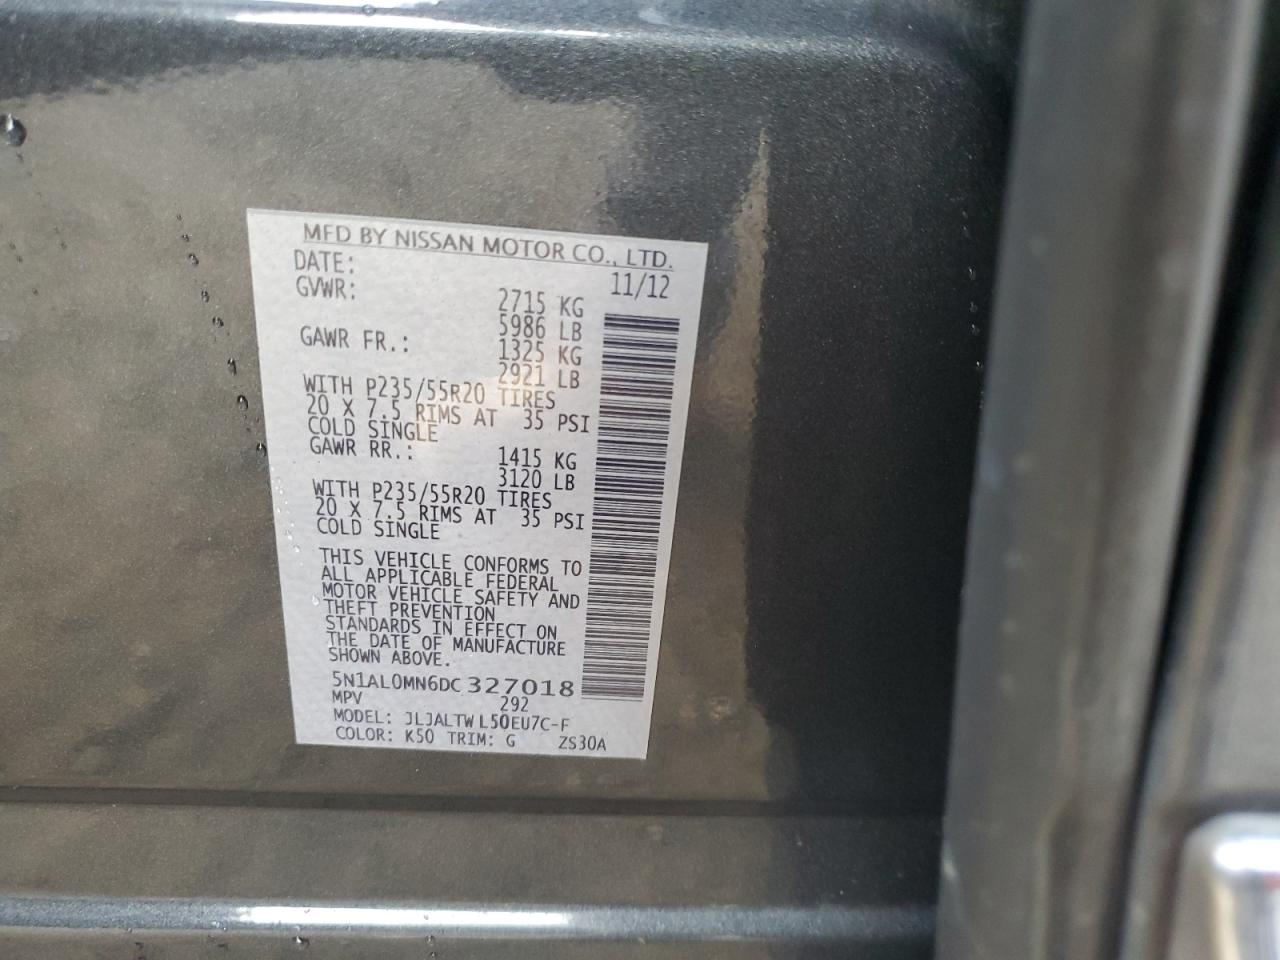 MFD BY NISSAN MOTOR CO., LTD.
DATE: 11/12
GVWR: 2715 KG
5986 LB
GAWR FR.: 1325 KG
2921 LB
WITH P235/55R20 TIRES
20 X 7.5 RIMS AT 35 PSI
COLD SINGLE
GAWR RR.: 1415 KG
3120 LB
WITH P235/55R20 TIRES
20 X 7.5 RIMS AT 35 PSI
COLD SINGLE
THIS VEHICLE CONFORMS TO
ALL APPLICABLE FEDERAL
MOTOR VEHICLE SAFETY AND
THEFT PREVENTION
STANDARDS IN EFFECT ON
THE DATE OF MANUFACTURE
SHOWN ABOVE.
5N1AL0MN6DC327018
MPV 292
MODEL: JLJALTWL50EU7C-F
COLOR: K50 TRIM: G ZS30A